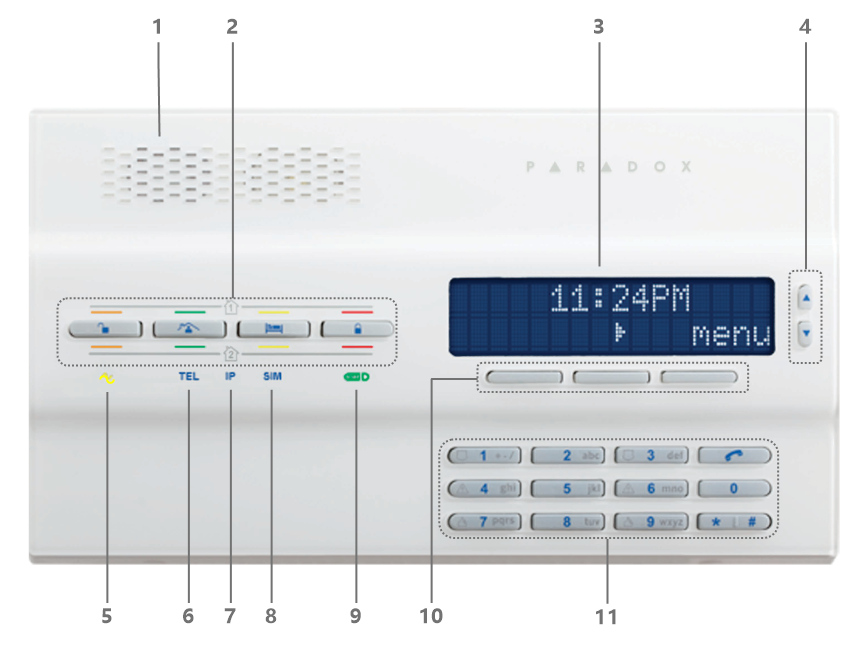 1 2 3 4
PARADOX
11:24PM
menu
1
2
TEL IP SIM D
10
1 +-/ 2 abc 3 del
4 ghi 5 jkl 6 mno 0
7 pqrs 8 tuv 9 wxyz * #
5 6 7 8 9 11